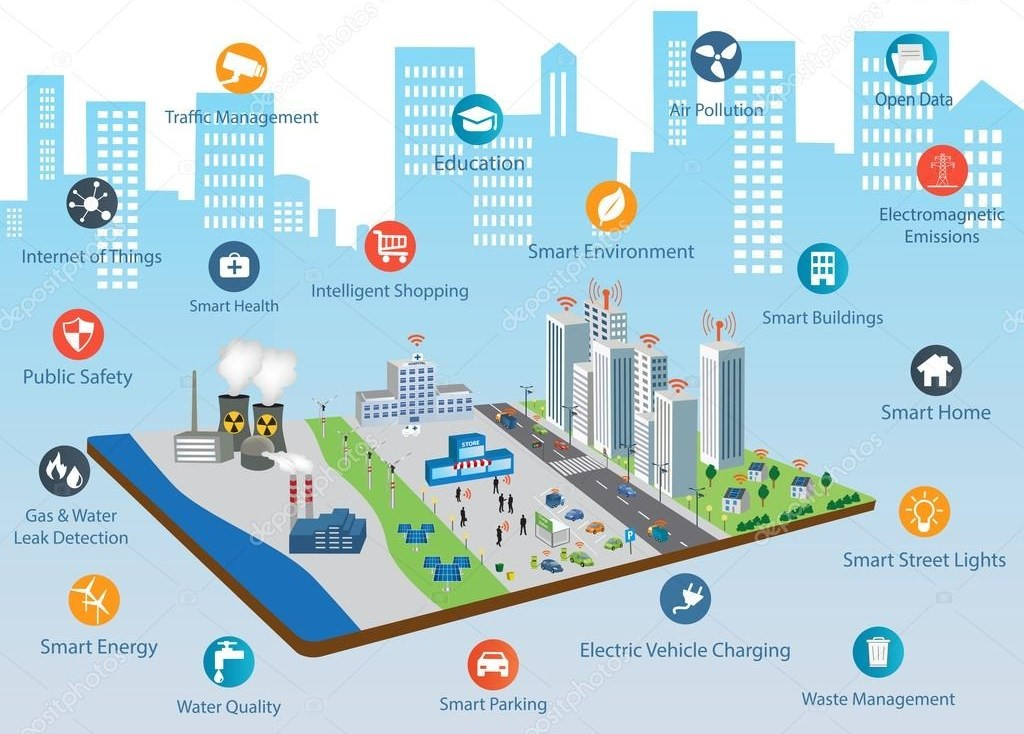 Traffic Management
Education
Air Pollution
Open Data
Internet of Things
Smart Health
Intelligent Shopping
Smart Environment
Electromagnetic
Emissions
Smart Buildings
Public Safety
Smart Home
STORE
Gas & Water
Leak Detection
P
Smart Street Lights
Smart Energy
Water Quality
Smart Parking
Electric Vehicle Charging
Waste Management
depositphotos